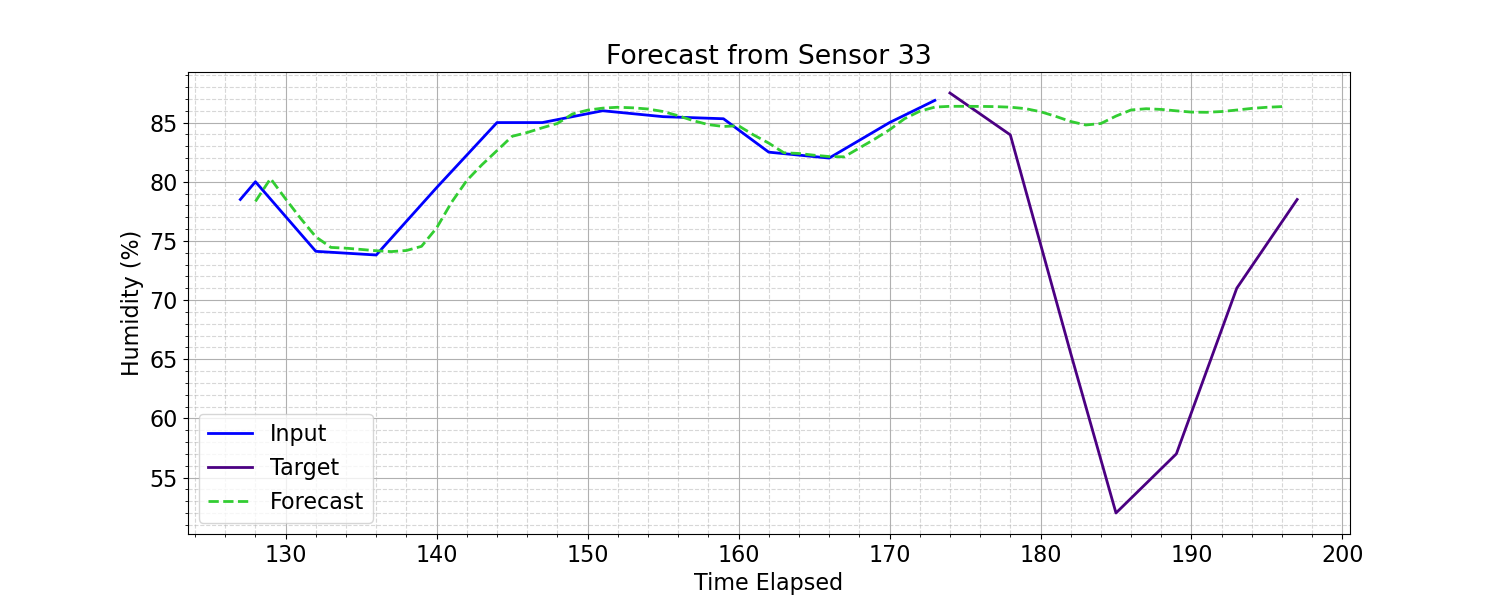 Forecast from Sensor 33
Humidity (%)
85
80
75
70
65
60
55
Input
Target
Forecast
130 140 150 160 170 180 190 200
Time Elapsed